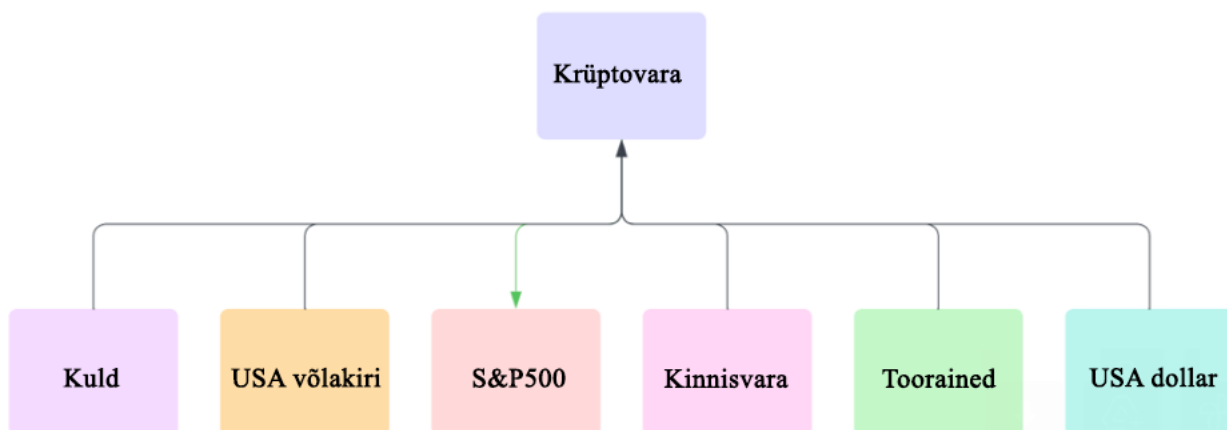 Krüptovara
Kuld
USA võlakiri
S&P500
Kinnisvara
Toorained
USA dollar